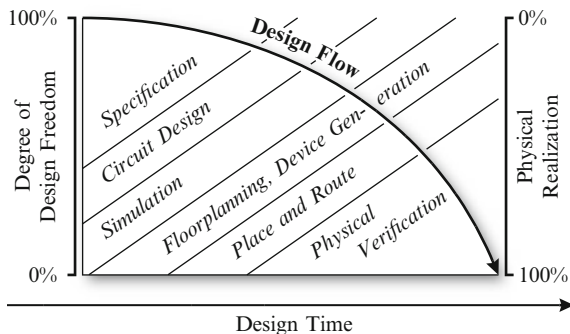 100%
0%
Design Flow
Specification
Circuit Design
Simulation
Floorplanning, Device Gen- eration
Place and Route
Physical
Verification
Degree of
Design Freedom
Physical
Realization
0%
100%
Design Time